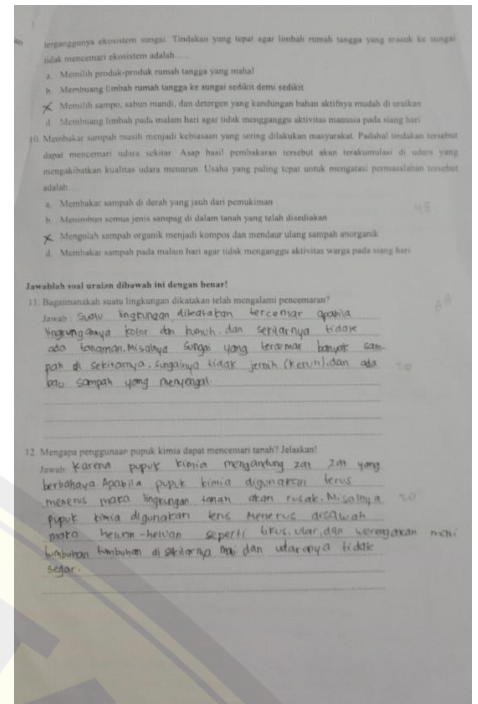 terganggunya ekosistem sungai. Tindakan yang tepat agar limbah rumah tangga yang masuk ke sungai
tidak mencemari ekosistem adalah.....
a. Memilih produk-produk rumah tangga yang mahal
b. Membuang limbah rumah tangga ke sungai sedikit demi sedikit
Memilih sampo, sabun mandi, dan detergen yang kandungan bahan aktifnya mudah di uraikan
d. Membuang limbah pada malam hari agar tidak mengganggu aktivitas manusia pada siang hari
10. Membakar sampah masih menjadi kebiasaan yang sering dilakukan masyarakat. Padahal tindakan tersebut
dapat mencemari udara sekitar. Asap hasil pembakaran tersebut akan terakumulasi di udara yang
mengakibatkan kualitas udara menurun. Usaha yang paling tepat untuk mengatasi permasalahan tersebut
adalah....
a. Membakar sampah di derah yang jauh dari pemukiman
48
b. Menimbun semua jenis sampag di dalam tanah yang telah disediakan
Mengolah sampah organik menjadi kompos dan mendaur ulang sampah anorganik
d. Membakar sampah pada malam hari agar tidak menganggu aktivitas warga pada siang hari
Jawablah soal uraian dibawah ini dengan benar!
11. Bagaimanakah suatu lingkungan dikatakan telah mengalami pencemaran?
Jawab: Suatu lingkungan dikatakan tercemar apabila
lingkungannya kotor dan kumuh. dan sekitarnya tidak
ada tanaman. Misalnya sungai yang tercemar banyak sam-
pah di sekitarnya, sungainya tidak jernih (keruh), dan ada
bau sampah yang menyengat.
12. Mengapa penggunaan pupuk kimia dapat mencemari tanah? Jelaskan!
Jawab: Karena pupuk kimia mengandung zat zat yang
berbahaya Apabila pupuk kimia digunakan terus
menerus maka lingkungan tanah akan rusak. Misalnya
pupuk kimia digunakan terus menerus disawah
maka hewan-hewan seperti tikus, ular, dan werengakan mati
tumbuhan tumbuhan di sekitarnya dan udaranya tidak
segar.